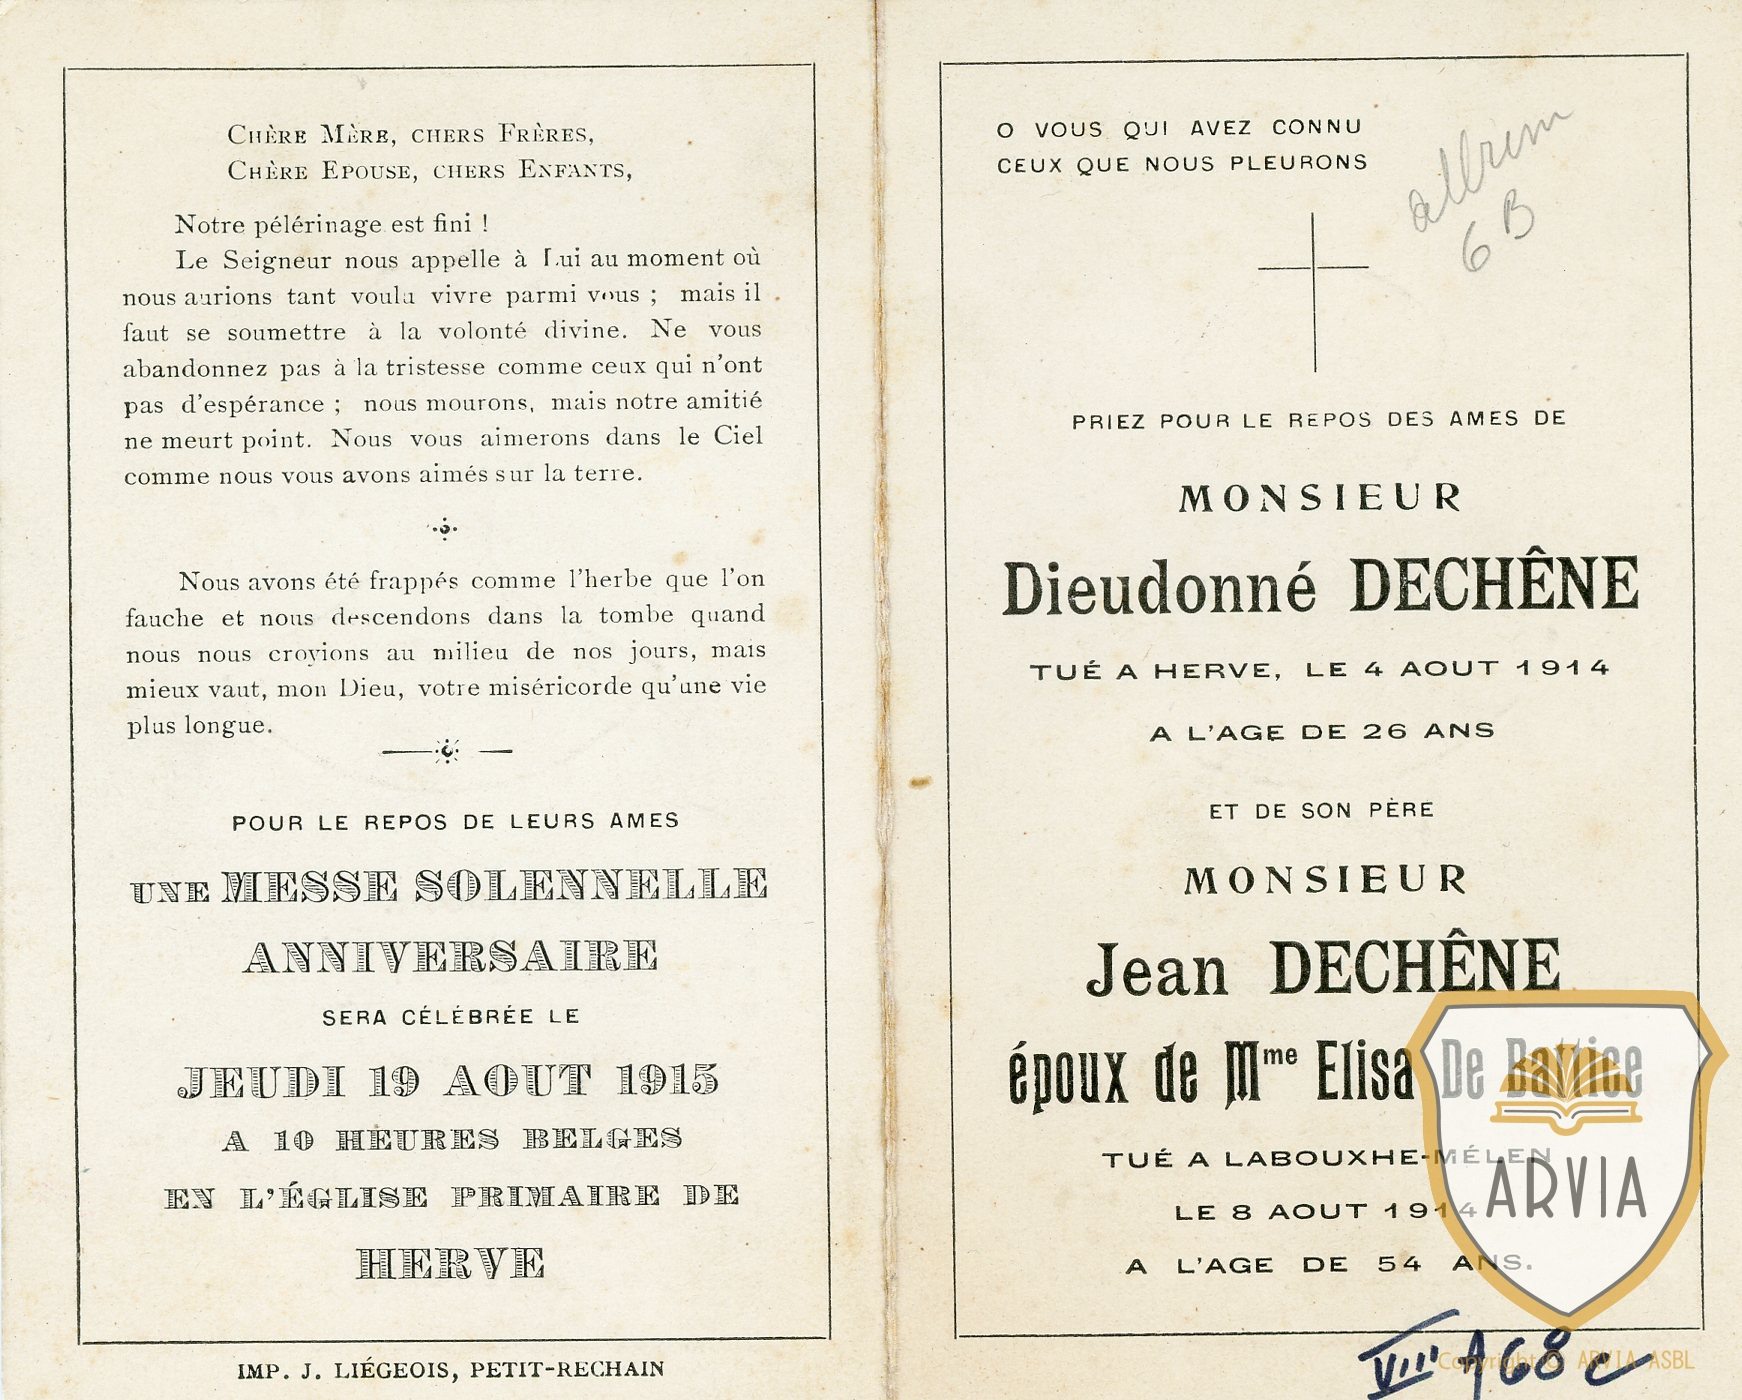 CHÈRE MÈRE, CHERS FRÈRES,
CHÈRE EPOUSE, CHERS ENFANTS,
Notre pélérinage est fini !
Le Seigneur nous appelle à Lui au moment où
nous aurions tant voulu vivre parmi vous ; mais il
faut se soumettre à la volonté divine. Ne vous
abandonnez pas à la tristesse comme ceux qui n'ont
pas d'espérance ; nous mourons, mais notre amitié
ne meurt point. Nous vous aimerons dans le Ciel
comme nous vous avons aimés sur la terre.
Nous avons été frappés comme l'herbe que l'on
fauche et nous descendons dans la tombe quand
nous nous croyions au milieu de nos jours, mais
mieux vaut, mon Dieu, votre miséricorde qu'une vie
plus longue.
POUR LE REPOS DE LEURS AMES
UNE MESSE SOLENNELLE
ANNIVERSAIRE
SERA CÉLÉBRÉE LE
JEUDI 19 AOUT 1915
A 10 HEURES BELGES
EN L'ÉGLISE PRIMAIRE DE
HERVE
IMP. J. LIÉGEOIS, PETIT-RECHAIN
O VOUS QUI AVEZ CONNU
CEUX QUE NOUS PLEURONS
album
6B
PRIEZ POUR LE REPOS DES AMES DE
MONSIEUR
Dieudonné DECHÊNE
TUÉ A HERVE, LE 4 AOUT 1914
A L'AGE DE 26 ANS
ET DE SON PÈRE
MONSIEUR
Jean DECHÊNE
époux de Mme Elisa De Battice
TUÉ A LABOUXHE-MÉLEN
LE 8 AOUT 1914
A L'AGE DE 54 ANS.
ARVIA
VIII A68c
Copyright © ARVIA ASBL